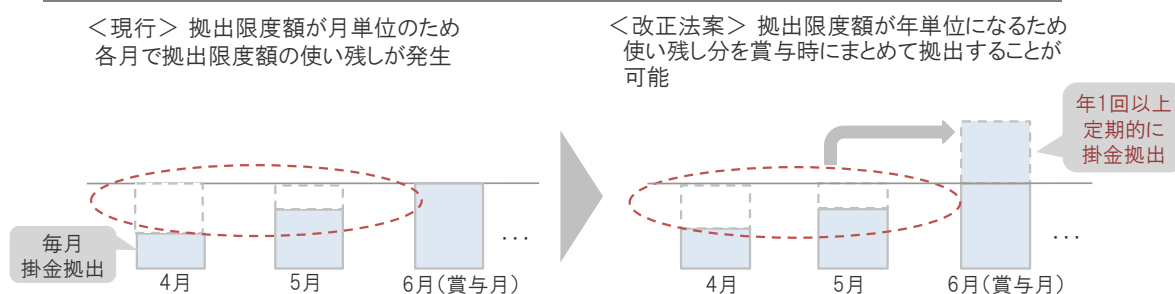 ＜現行＞ 拠出限度額が月単位のため
各月で拠出限度額の使い残しが発生
毎月
掛金拠出
4月
5月
6月(賞与月)
...
＜改正法案＞ 拠出限度額が年単位になるため
使い残し分を賞与時にまとめて拠出することが
可能
年1回以上
定期的に
掛金拠出
4月
5月
6月(賞与月)
...